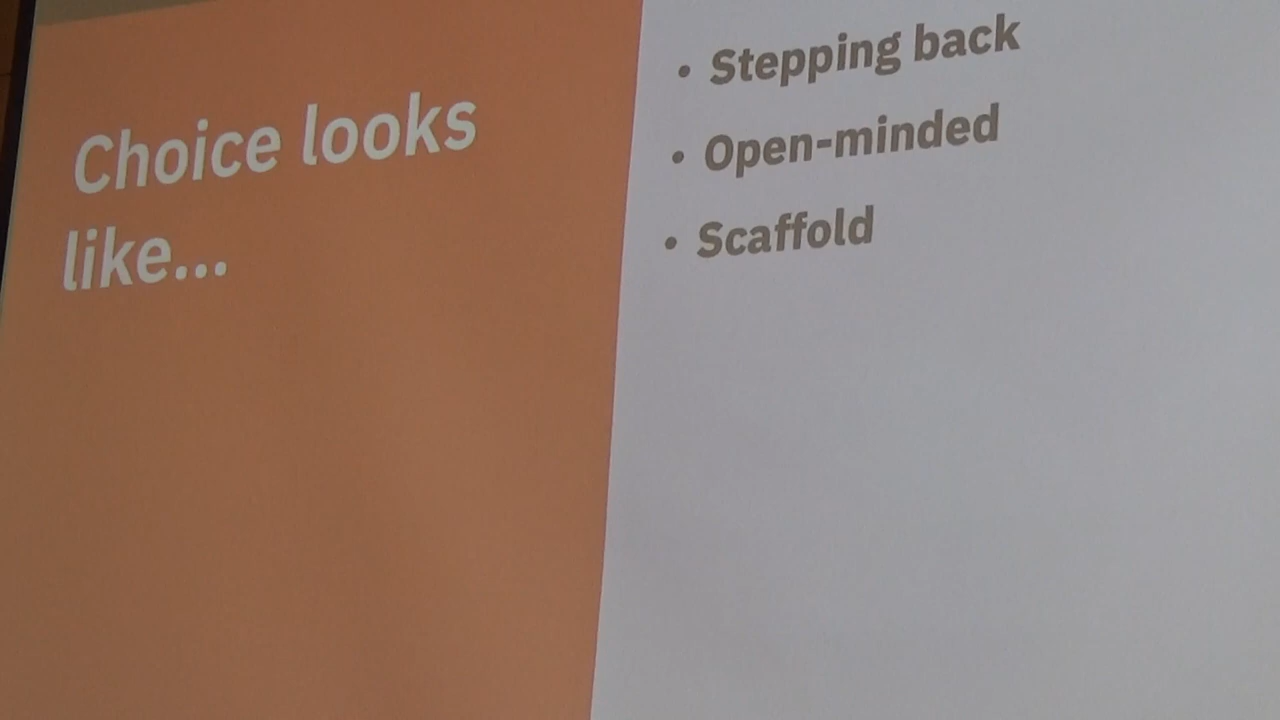 Choice looks
like...
• Stepping back
• Open-minded
• Scaffold